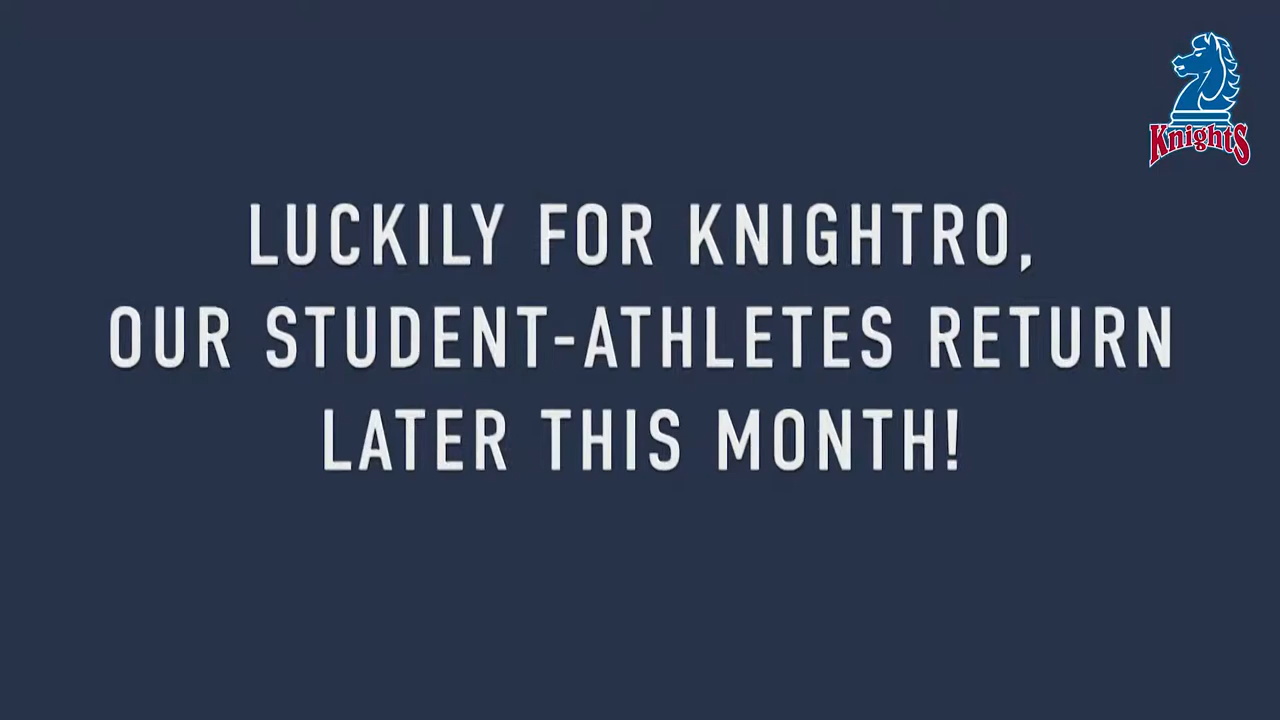 Knights
LUCKILY FOR KNIGHTRO,
OUR STUDENT-ATHLETES RETURN
LATER THIS MONTH!